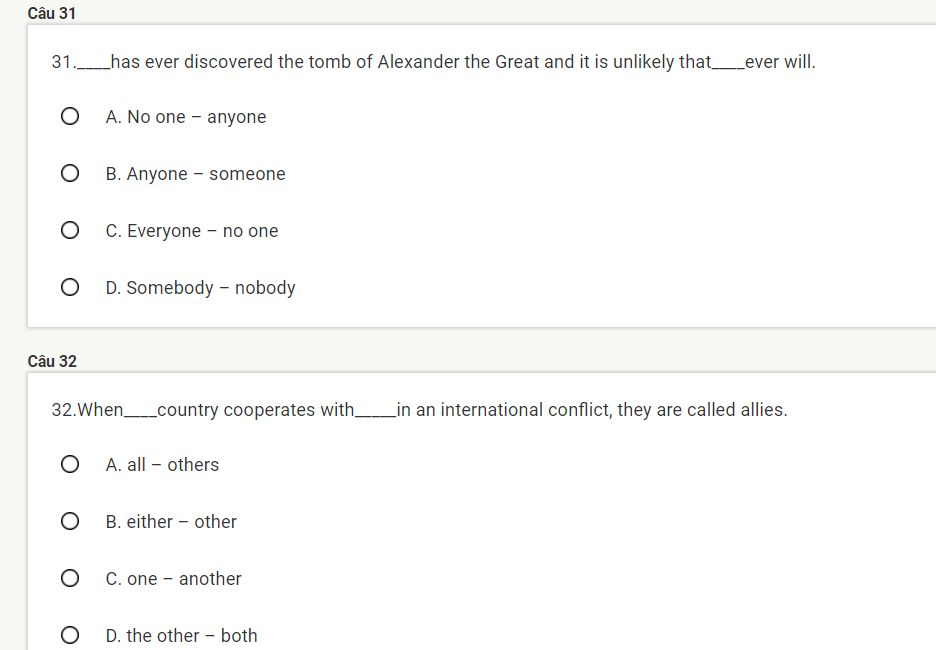 Câu 31
31.____has ever discovered the tomb of Alexander the Great and it is unlikely that____ever will.
A. No one – anyone
B. Anyone – someone
C. Everyone – no one
D. Somebody – nobody
Câu 32
32.When____country cooperates with_____in an international conflict, they are called allies.
A. all – others
B. either – other
C. one – another
D. the other – both